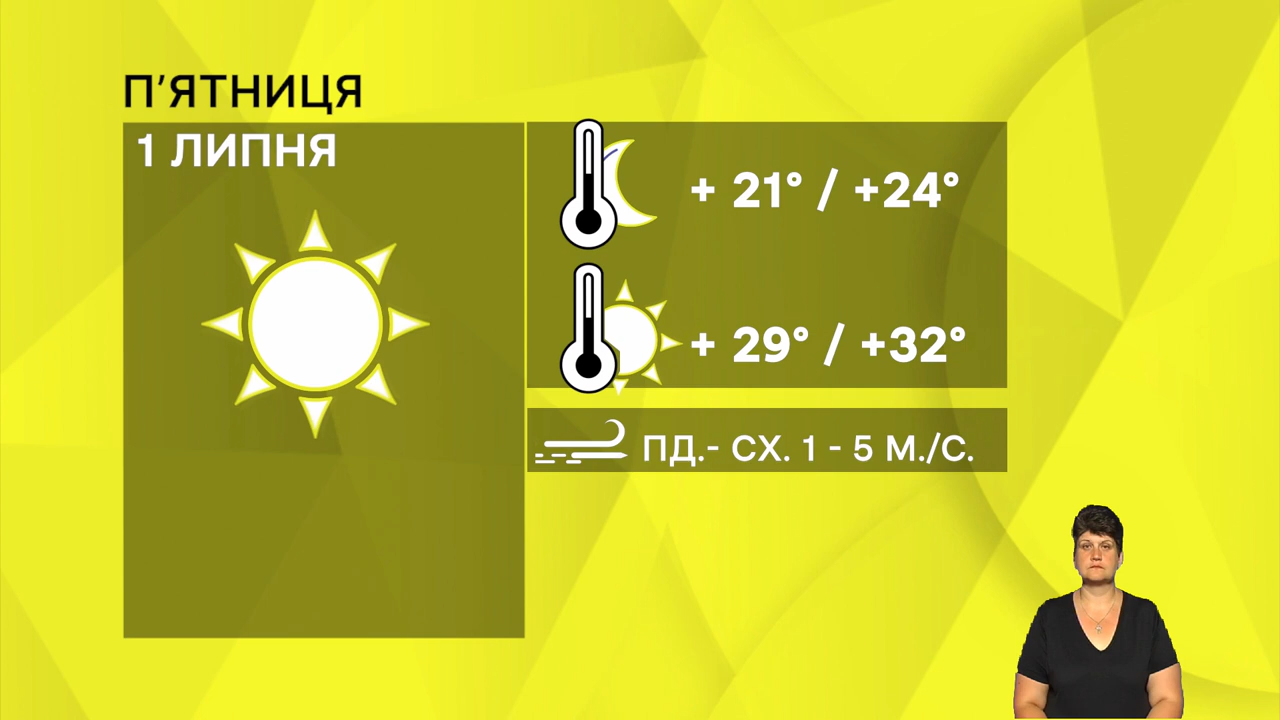 П’ЯТНИЦЯ
1 ЛИПНЯ
+ 21° / +24°
+ 29° / +32°
ПД.- СХ. 1 - 5 М./С.